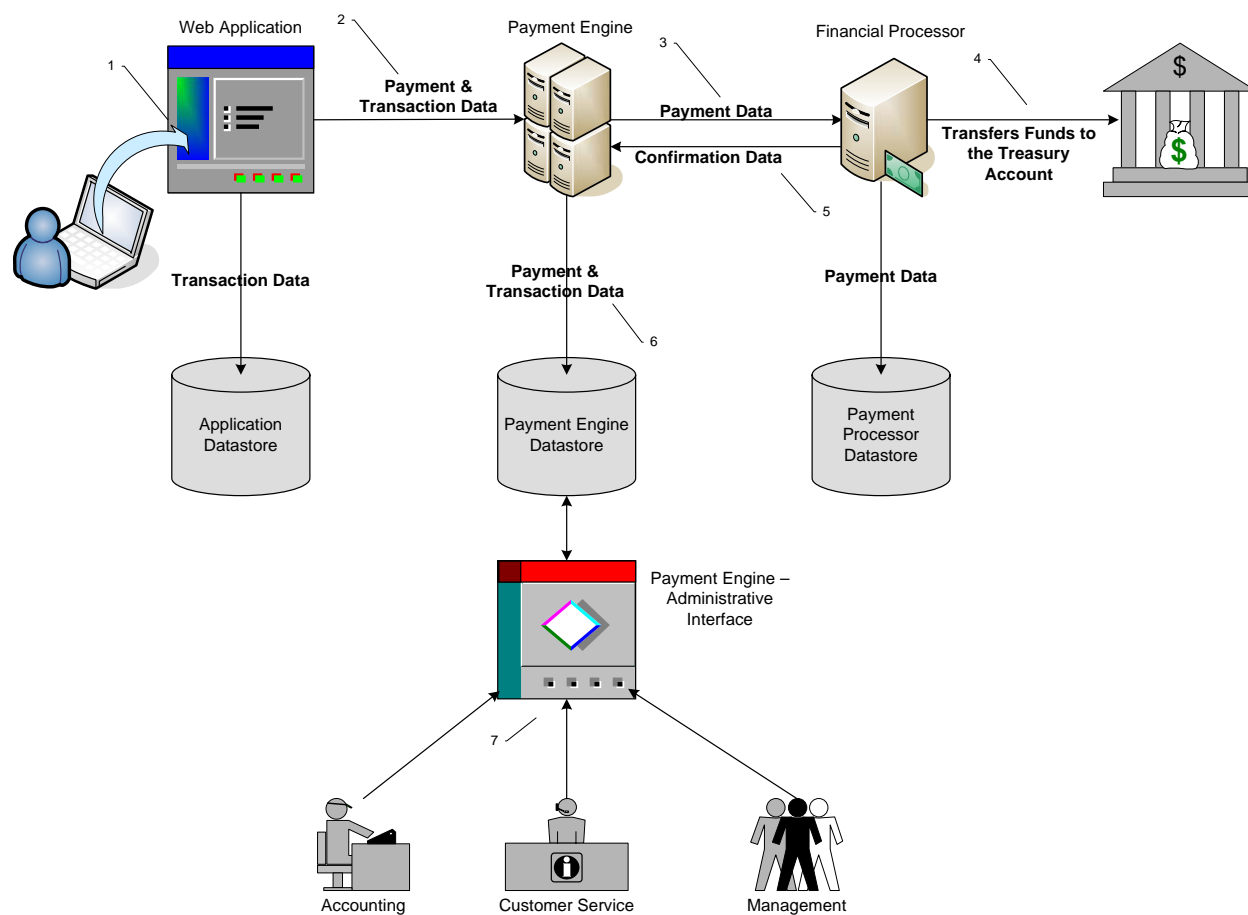 Web Application
2
Payment Engine
3
Financial Processor
4
1
$
Payment &
Transaction Data
Payment Data
Transfers Funds to
the Treasury
Account
$
Confirmation Data
5
Transaction Data
Payment &
Transaction Data
Payment Data
6
Application
Datastore
Payment Engine
Datastore
Payment
Processor
Datastore
Payment Engine –
Administrative
Interface
7
i
Accounting
Customer Service
Management